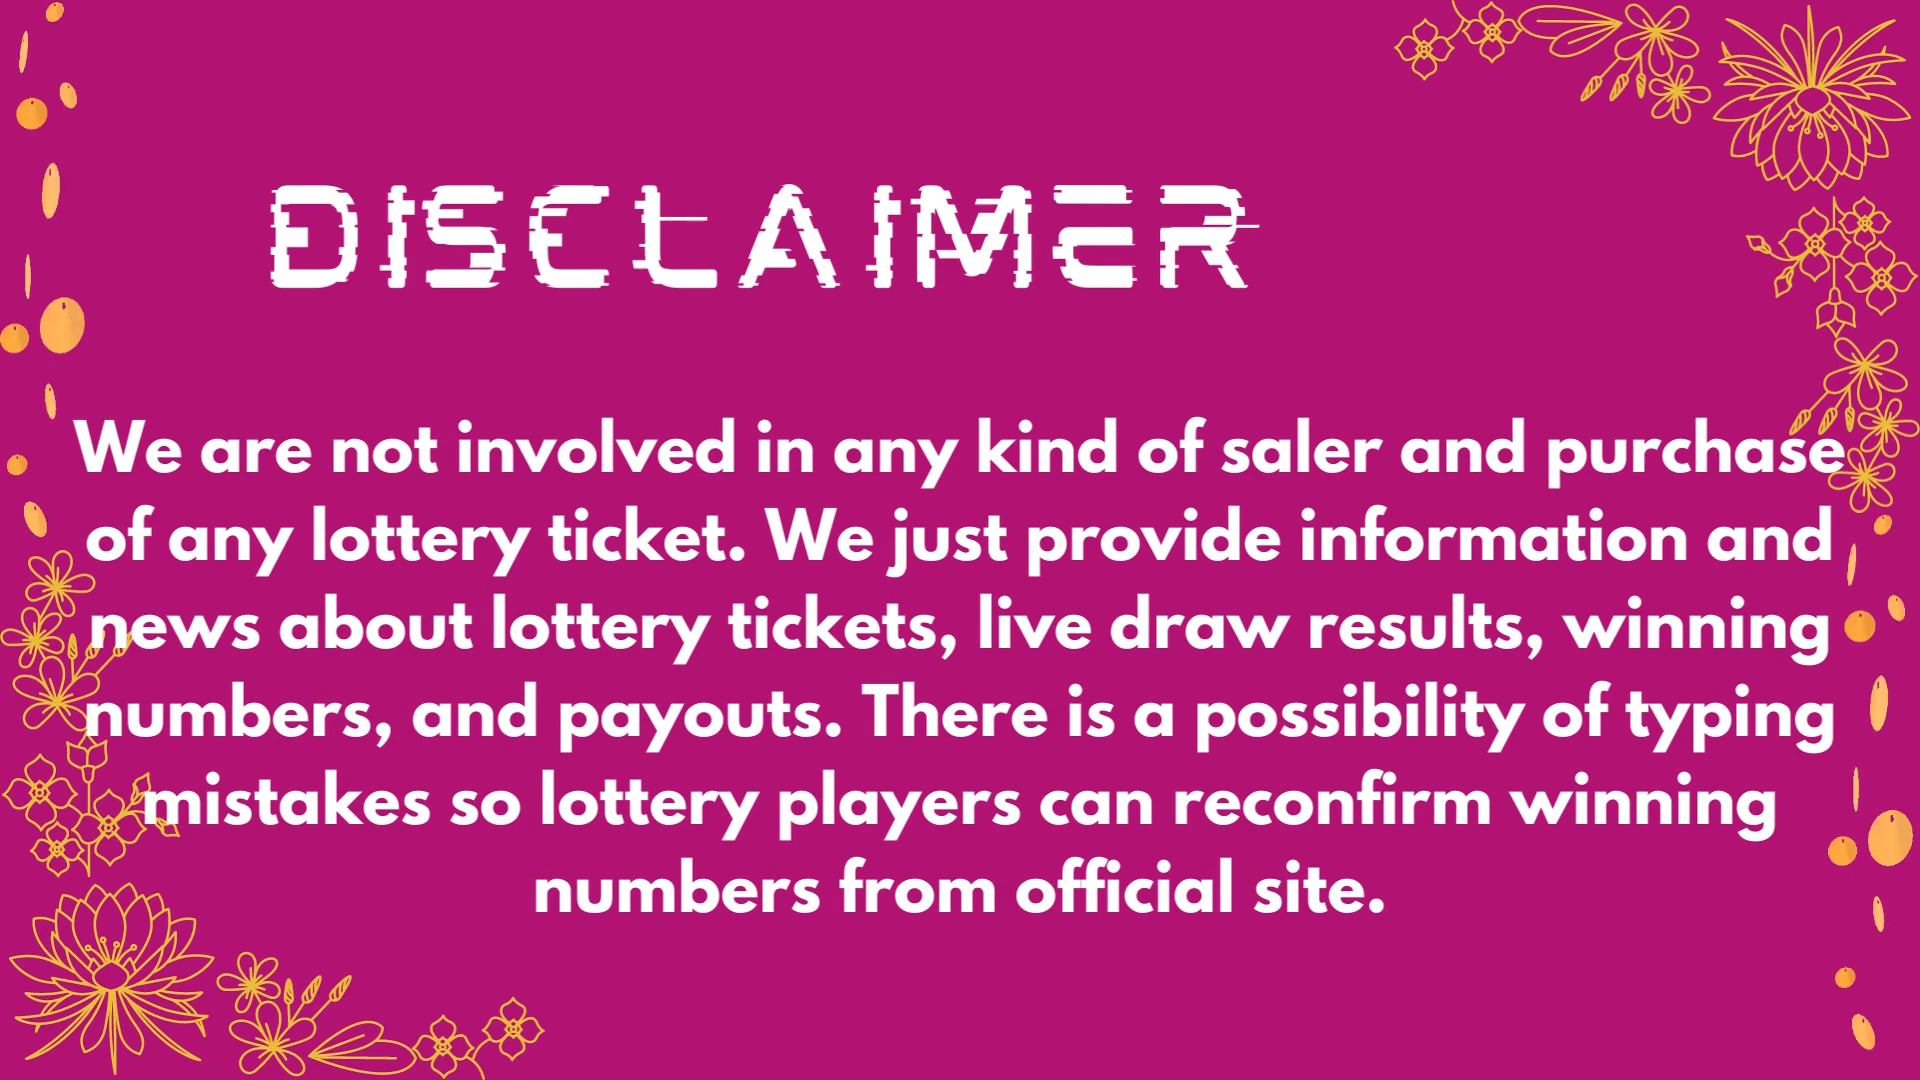 DISCLAIMER
We are not involved in any kind of saler and purchase
of any lottery ticket. We just provide information and
news about lottery tickets, live draw results, winning
numbers, and payouts. There is a possibility of typing
mistakes so lottery players can reconfirm winning
numbers from official site.